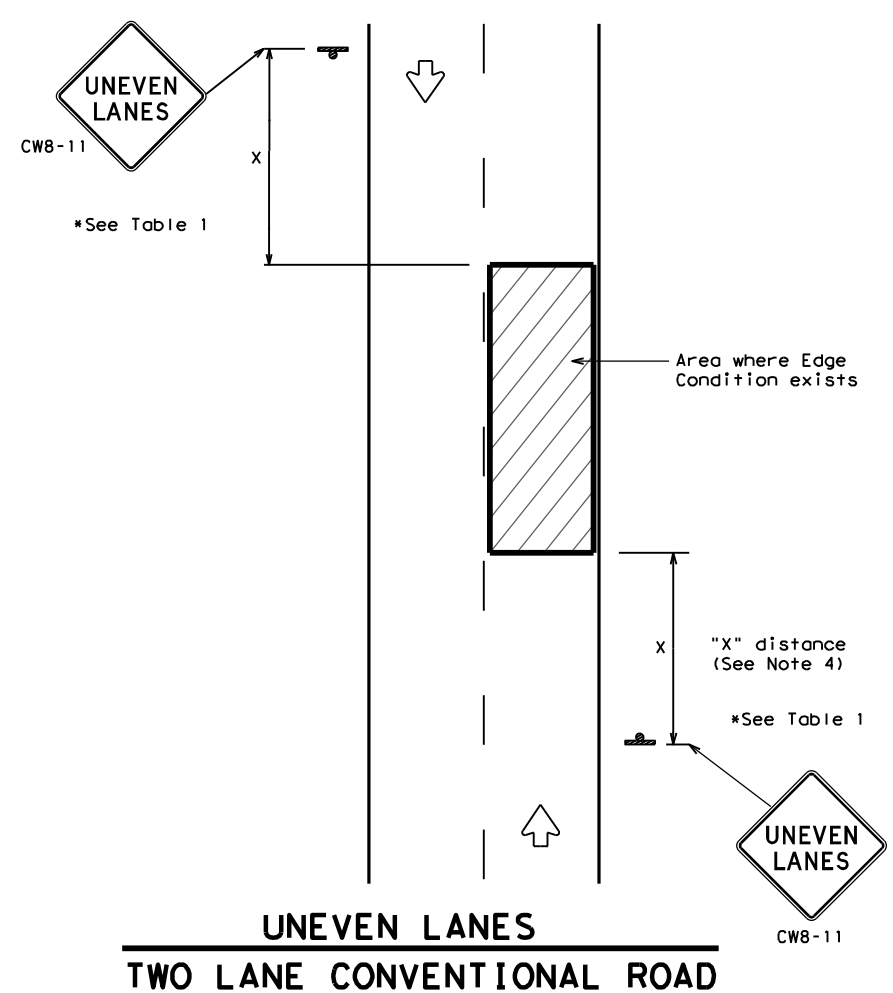 UNEVEN
LANES
CW8-11
X
*See Table 1
Area where Edge
Condition exists
X
"X" distance
(See Note 4)
*See Table 1
UNEVEN
LANES
CW8-11
UNEVEN LANES
TWO LANE CONVENTIONAL ROAD